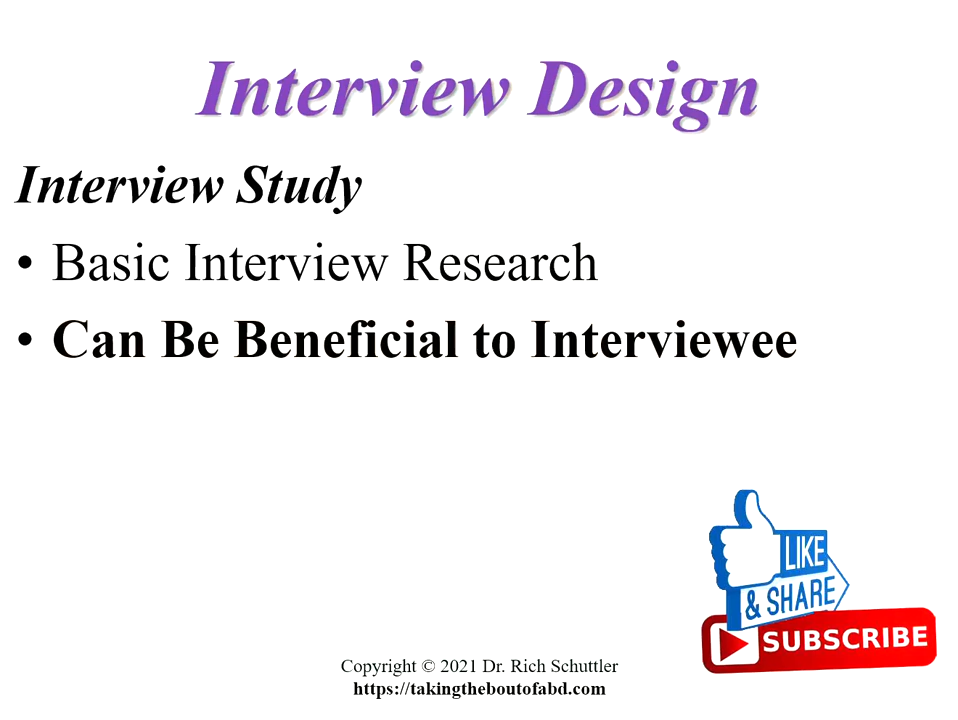 Interview Design
Interview Study
• Basic Interview Research
• Can Be Beneficial to Interviewee
LIKE
& SHARE
SUBSCRIBE
Copyright © 2021 Dr. Rich Schuttler
https://takingtheboutofabd.com